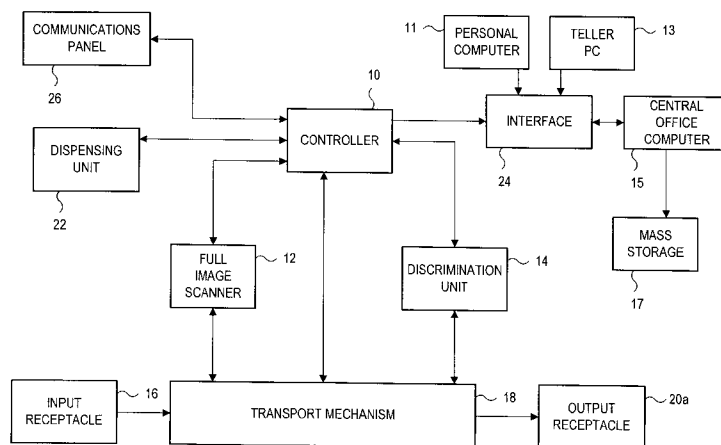 COMMUNICATIONS
PANEL
26
DISPENSING
UNIT
22
10
CONTROLLER
11
PERSONAL
COMPUTER
TELLER
PC
13
INTERFACE
24
CENTRAL
OFFICE
COMPUTER
15
MASS
STORAGE
17
FULL
IMAGE
SCANNER
12
DISCRIMINATION
UNIT
14
INPUT
RECEPTACLE
16
TRANSPORT MECHANISM
18
OUTPUT
RECEPTACLE
20a